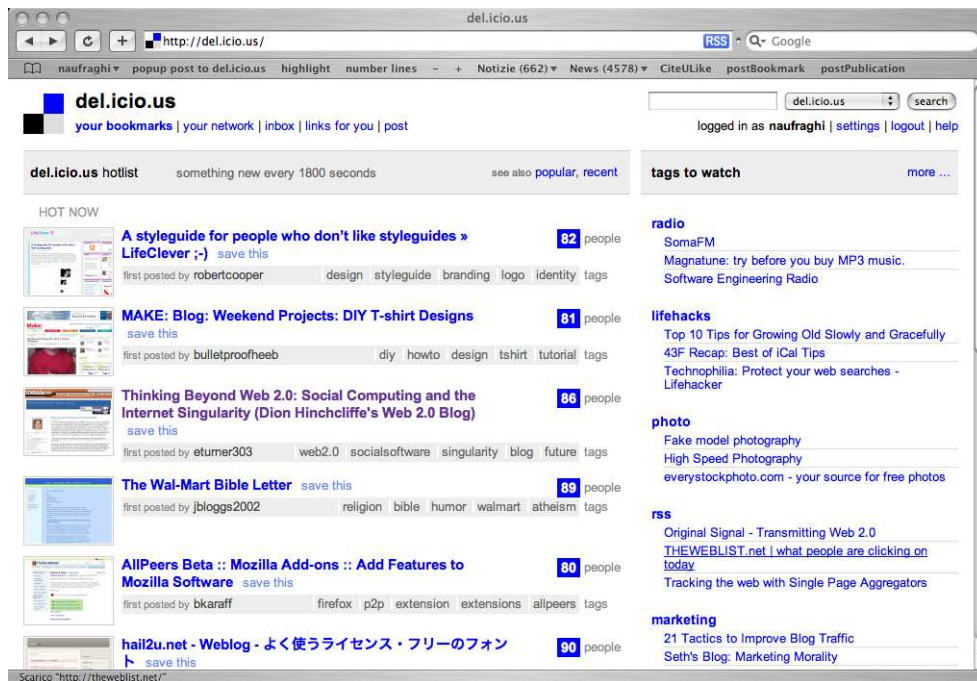 del.icio.us
http://del.icio.us/
RSS
Google
naufraghi popup post to del.icio.us highlight number lines - + Notizie (662) News (4578) CiteULike postBookmark postPublication
del.icio.us
your bookmarks | your network | inbox | links for you | post
del.icio.us search
logged in as naufraghi | settings | logout | help
del.icio.us hotlist something new every 1800 seconds see also popular, recent
HOT NOW
A styleguide for people who don't like styleguides »
LifeClever ;-) save this
82 people
first posted by robertcooper design styleguide branding logo identity tags
MAKE: Blog: Weekend Projects: DIY T-shirt Designs
save this
81 people
first posted by bulletproofheeb diy howto design tshirt tutorial tags
Thinking Beyond Web 2.0: Social Computing and the
Internet Singularity (Dion Hinchcliffe's Web 2.0 Blog)
save this
86 people
first posted by eturner303 web2.0 socialsoftware singularity blog future tags
The Wal-Mart Bible Letter save this
89 people
first posted by jbloggs2002 religion bible humor walmart atheism tags
AllPeers Beta :: Mozilla Add-ons :: Add Features to
Mozilla Software save this
80 people
first posted by bkaraff firefox p2p extension extensions allpeers tags
hail2u.net - Weblog - よく使うライセンス・フリーのフォン
ト save this
90 people
tags to watch more ...
radio
SomaFM
Magnatune: try before you buy MP3 music.
Software Engineering Radio
lifehacks
Top 10 Tips for Growing Old Slowly and Gracefully
43F Recap: Best of iCal Tips
Technophilia: Protect your web searches -
Lifehacker
photo
Fake model photography
High Speed Photography
everystockphoto.com - your source for free photos
rss
Original Signal - Transmitting Web 2.0
THEWEBLIST.net | what people are clicking on
today
Tracking the web with Single Page Aggregators
marketing
21 Tactics to Improve Blog Traffic
Seth's Blog: Marketing Morality
Scarico "http://theweblist.net/"